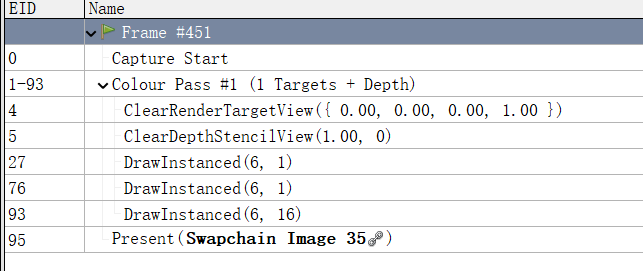 EID Name
Frame #451
0 Capture Start
1-93 Colour Pass #1 (1 Targets + Depth)
4 ClearRenderTargetView({ 0.00, 0.00, 0.00, 1.00 })
5 ClearDepthStencilView(1.00, 0)
27 DrawInstanced(6, 1)
76 DrawInstanced(6, 1)
93 DrawInstanced(6, 16)
95 Present(Swapchain Image 35)